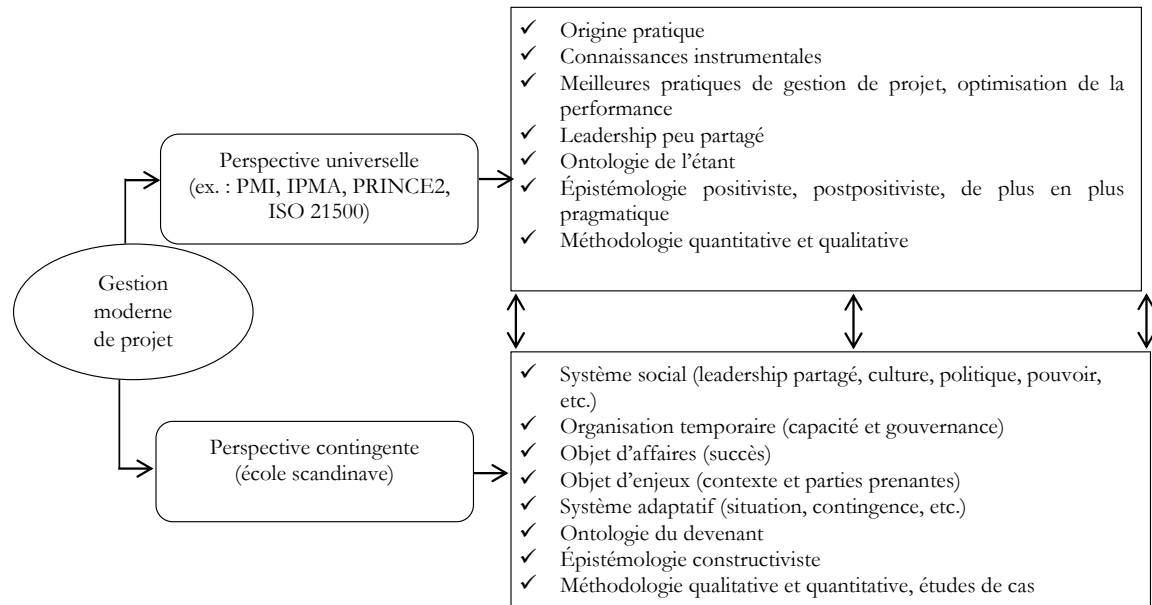 Gestion
moderne
de projet
Perspective universelle
(ex. : PMI, IPMA, PRINCE2,
ISO 21500)
✓ Origine pratique
✓ Connaissances instrumentales
✓ Meilleures pratiques de gestion de projet, optimisation de la
performance
✓ Leadership peu partagé
✓ Ontologie de l’étant
✓ Épistémologie positiviste, postpositiviste, de plus en plus
pragmatique
✓ Méthodologie quantitative et qualitative
Perspective contingente
(école scandinave)
✓ Système social (leadership partagé, culture, politique, pouvoir,
etc.)
✓ Organisation temporaire (capacité et gouvernance)
✓ Objet d’affaires (succès)
✓ Objet d’enjeux (contexte et parties prenantes)
✓ Système adaptatif (situation, contingence, etc.)
✓ Ontologie du devenant
✓ Épistémologie constructiviste
✓ Méthodologie qualitative et quantitative, études de cas